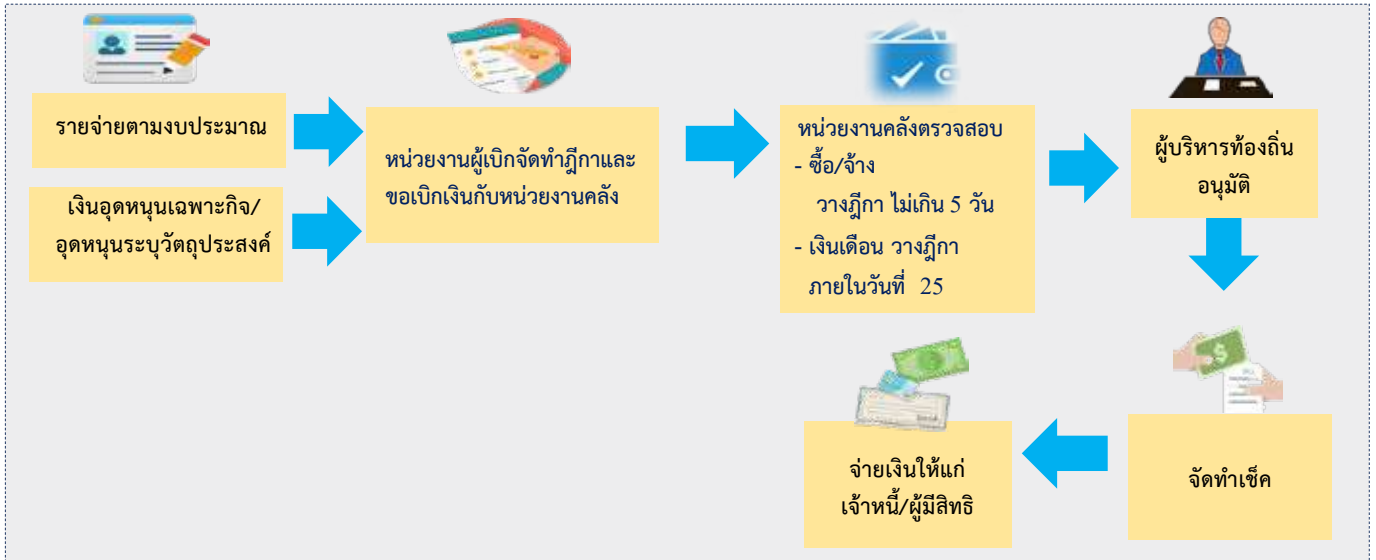 รายจ่ายตามงบประมาณ
เงินอุดหนุนเฉพาะกิจ/
อุดหนุนระบุวัตถุประสงค์
หน่วยงานผู้เบิกจัดทำฎีกาและ
ขอเบิกเงินกับหน่วยงานคลัง
หน่วยงานคลังตรวจสอบ
- ซื้อ/จ้าง
วางฎีกา ไม่เกิน 5 วัน
- เงินเดือน วางฎีกา
ภายในวันที่ 25
ผู้บริหารท้องถิ่น
อนุมัติ
จัดทำเช็ค
จ่ายเงินให้แก่
เจ้าหนี้/ผู้มีสิทธิ